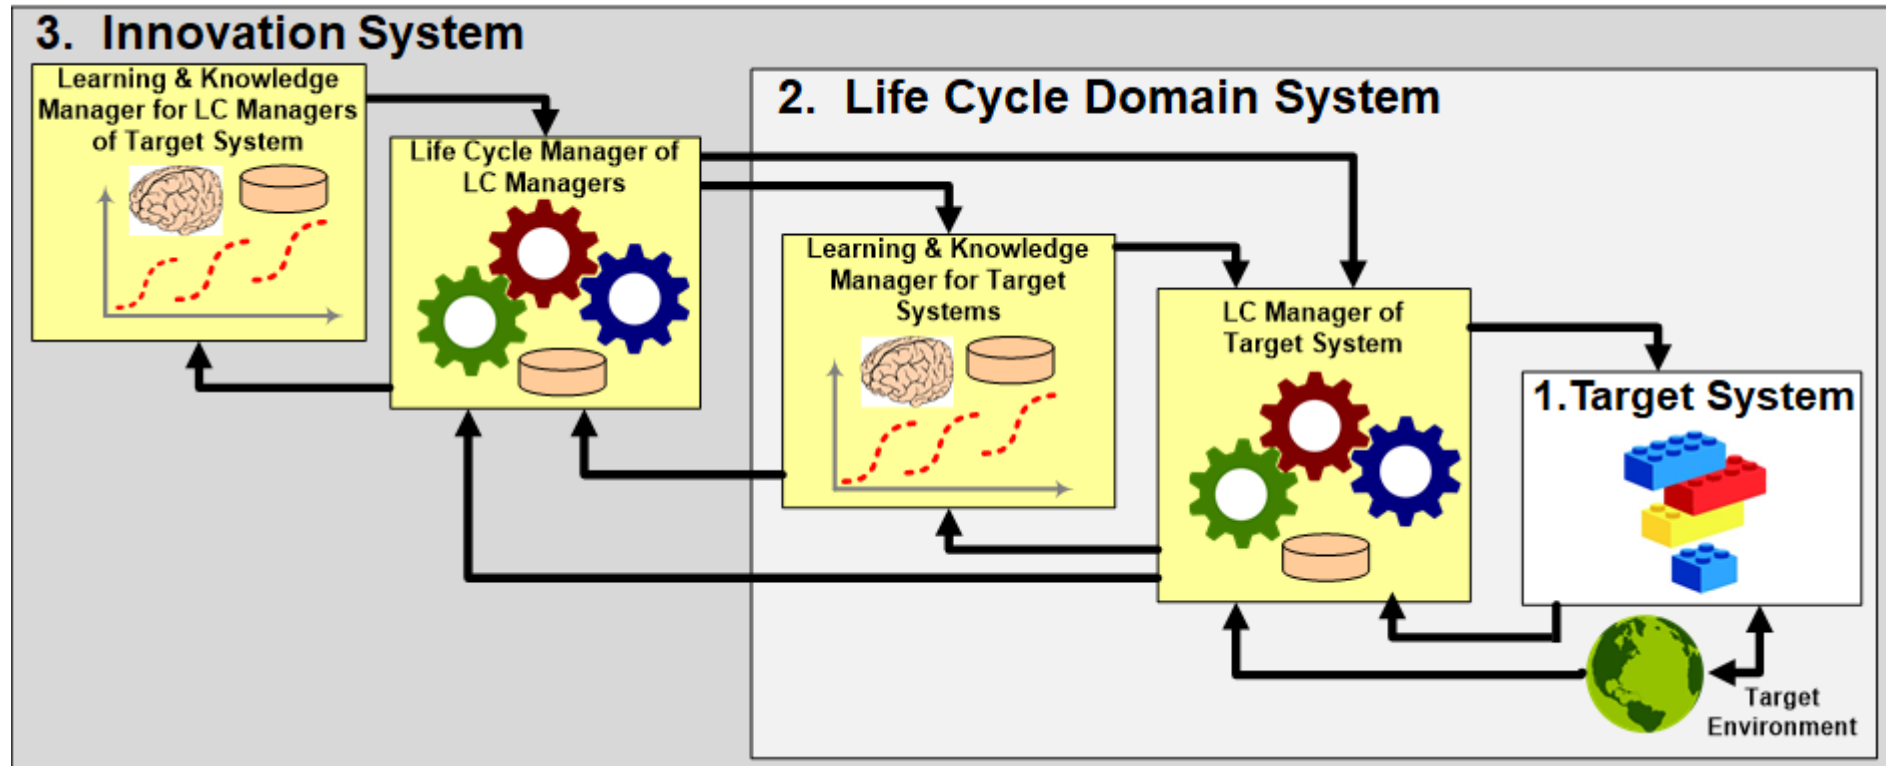 3.  Innovation System
Learning & Knowledge
Manager for LC Managers
of Target System
Life Cycle Manager of
LC Managers
2.  Life Cycle Domain System
Learning & Knowledge
Manager for Target
Systems
LC Manager of
Target System
1.Target System
Target
Environment